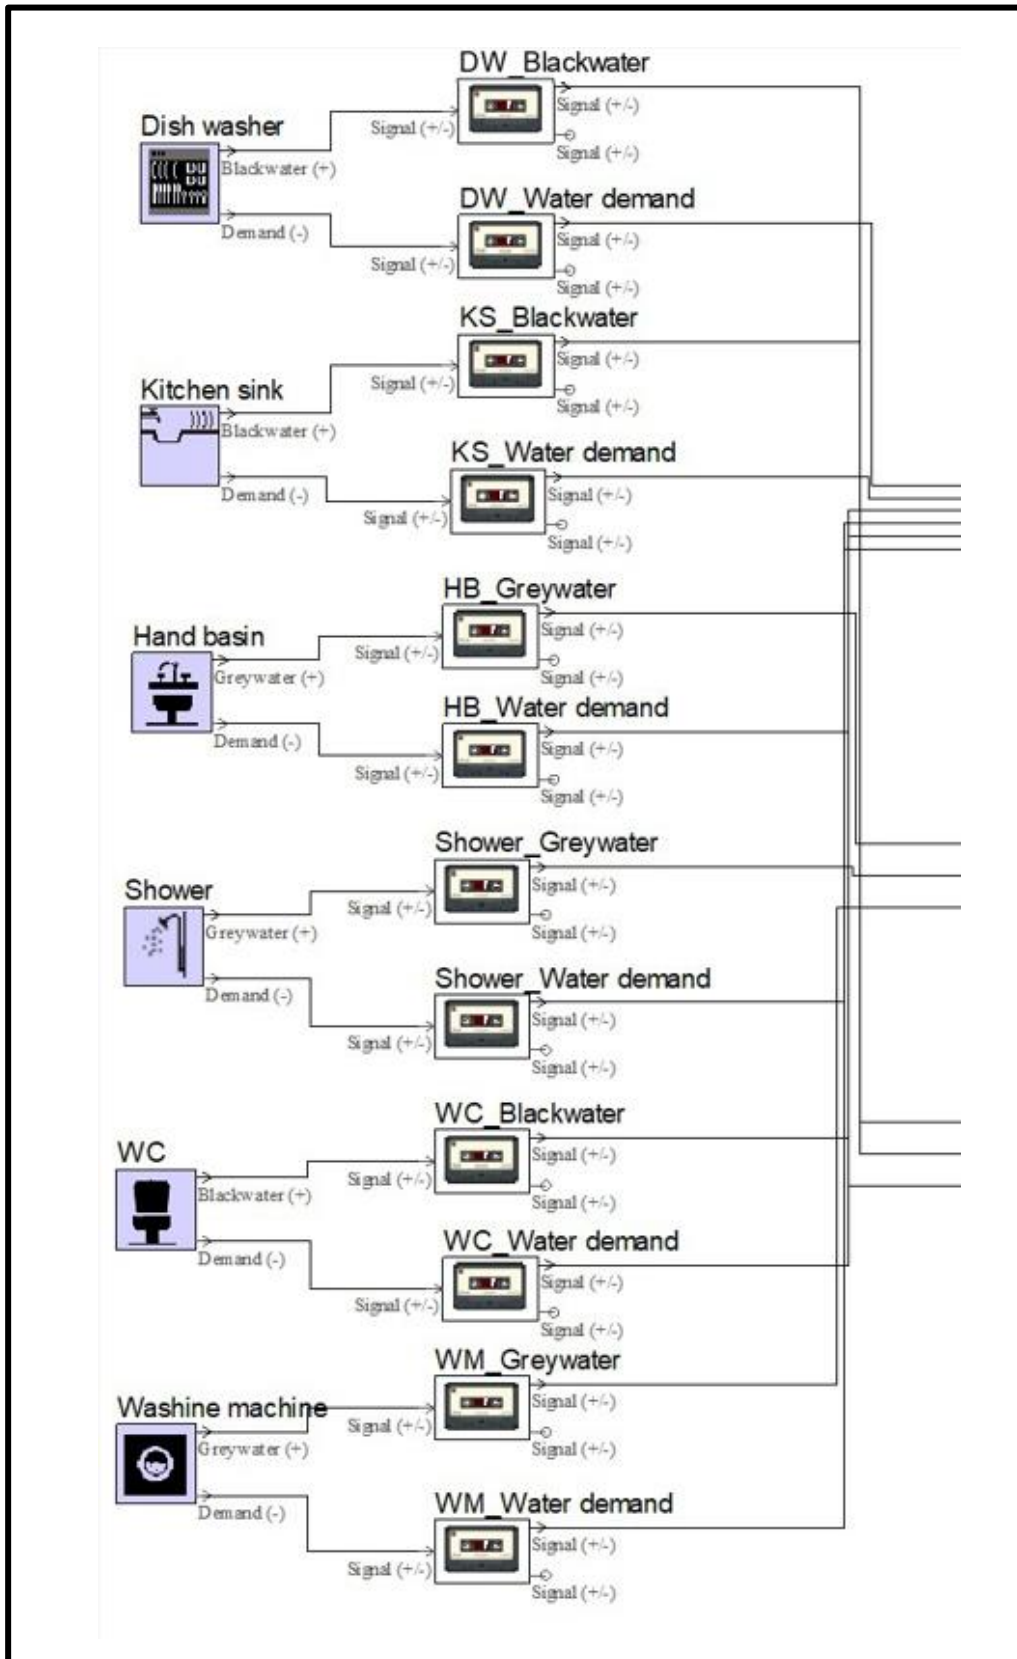 DW_Blackwater
Signal (+/-)
Dish washer
Signal (+/-)
Signal (+/-)
Blackwater (+)
DW_Water demand
Demand (-)
Signal (+/-)
Signal (+/-)
Signal (+/-)
KS_Blackwater
Signal (+/-)
Kitchen sink
Signal (+/-)
Signal (+/-)
Blackwater (+)
KS_Water demand
Demand (-)
Signal (+/-)
Signal (+/-)
Signal (+/-)
HB_Greywater
Signal (+/-)
Hand basin
Signal (+/-)
Signal (+/-)
Greywater (+)
HB_Water demand
Demand (-)
Signal (+/-)
Signal (+/-)
Signal (+/-)
Shower_Greywater
Signal (+/-)
Shower
Signal (+/-)
Signal (+/-)
Greywater (+)
Shower_Water demand
Demand (-)
Signal (+/-)
Signal (+/-)
Signal (+/-)
WC_Blackwater
Signal (+/-)
WC
Signal (+/-)
Signal (+/-)
Blackwater (+)
WC_Water demand
Demand (-)
Signal (+/-)
Signal (+/-)
Signal (+/-)
WM_Greywater
Signal (+/-)
Washine machine
Signal (+/-)
Signal (+/-)
Greywater (+)
WM_Water demand
Demand (-)
Signal (+/-)
Signal (+/-)
Signal (+/-)